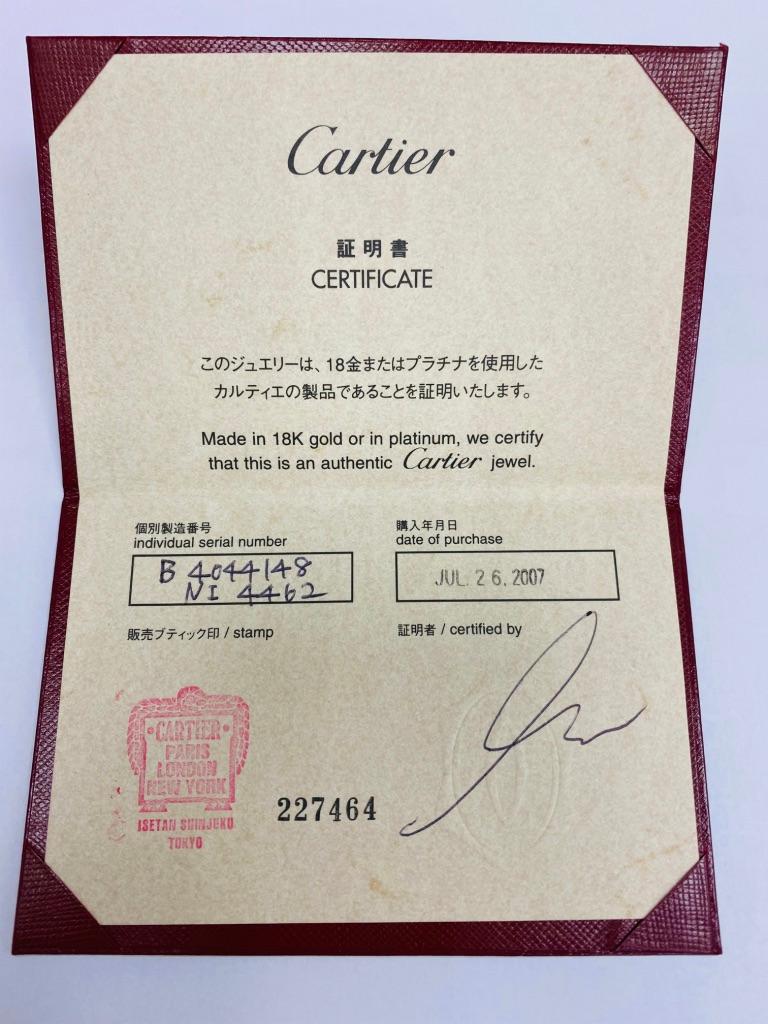 Cartier
証明書
CERTIFICATE
このジュエリーは、18金またはプラチナを使用した
カルティエの製品であることを証明いたします。
Made in 18K gold or in platinum, we certify
that this is an authentic Cartier jewel.
個別製造番号
individual serial number
B 4044148
NI 4462
購入年月日
date of purchase
JUL. 26, 2007
販売ブティック印 / stamp
証明者 / certified by
•CARTIER•
PARIS
LONDON
NEW YORK
ISETAN SHINJUKU
TOKYO
227464